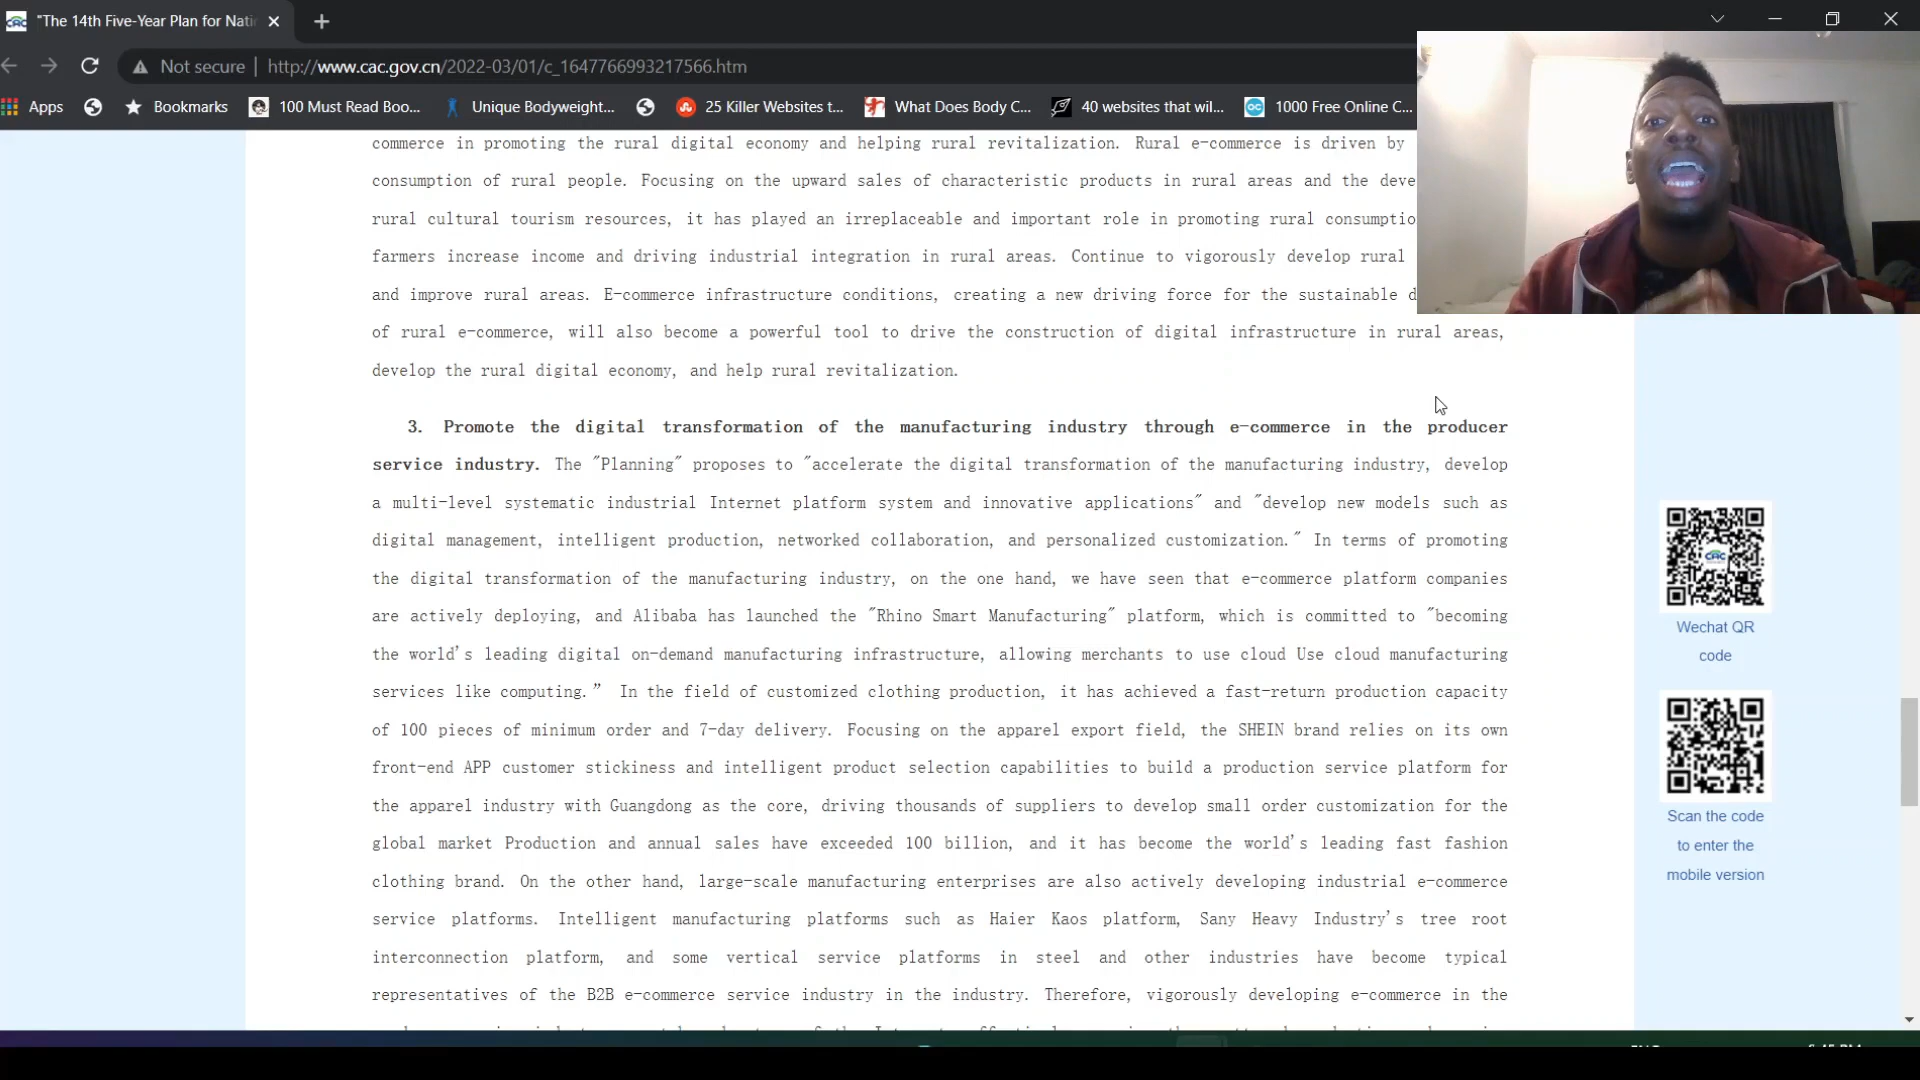 "The 14th Five-Year Plan for Nati
Not secure
http://www.cac.gov.cn/2022-03/01/c_1647766993217566.htm
Apps
Bookmarks
100 Must Read Boo...
Unique Bodyweight...
25 Killer Websites t...
What Does Body C...
40 websites that wil...
1000 Free Online C...
commerce in promoting the rural digital economy and helping rural revitalization. Rural e-commerce is driven by
consumption of rural people. Focusing on the upward sales of characteristic products in rural areas and the deve
rural cultural tourism resources, it has played an irreplaceable and important role in promoting rural consumptio
farmers increase income and driving industrial integration in rural areas. Continue to vigorously develop rural
and improve rural areas. E-commerce infrastructure conditions, creating a new driving force for the sustainable d
of rural e-commerce, will also become a powerful tool to drive the construction of digital infrastructure in rural areas,
develop the rural digital economy, and help rural revitalization.
3. Promote the digital transformation of the manufacturing industry through e-commerce in the producer
service industry. The "Planning" proposes to "accelerate the digital transformation of the manufacturing industry, develop
a multi-level systematic industrial Internet platform system and innovative applications" and "develop new models such as
digital management, intelligent production, networked collaboration, and personalized customization." In terms of promoting
the digital transformation of the manufacturing industry, on the one hand, we have seen that e-commerce platform companies
are actively deploying, and Alibaba has launched the "Rhino Smart Manufacturing" platform, which is committed to "becoming
the world's leading digital on-demand manufacturing infrastructure, allowing merchants to use cloud Use cloud manufacturing
services like computing.” In the field of customized clothing production, it has achieved a fast-return production capacity
of 100 pieces of minimum order and 7-day delivery. Focusing on the apparel export field, the SHEIN brand relies on its own
front-end APP customer stickiness and intelligent product selection capabilities to build a production service platform for
the apparel industry with Guangdong as the core, driving thousands of suppliers to develop small order customization for the
global market Production and annual sales have exceeded 100 billion, and it has become the world's leading fast fashion
clothing brand. On the other hand, large-scale manufacturing enterprises are also actively developing industrial e-commerce
service platforms. Intelligent manufacturing platforms such as Haier Kaos platform, Sany Heavy Industry's tree root
interconnection platform, and some vertical service platforms in steel and other industries have become typical
representatives of the B2B e-commerce service industry in the industry. Therefore, vigorously developing e-commerce in the
Wechat QR
code
Scan the code
to enter the
mobile version